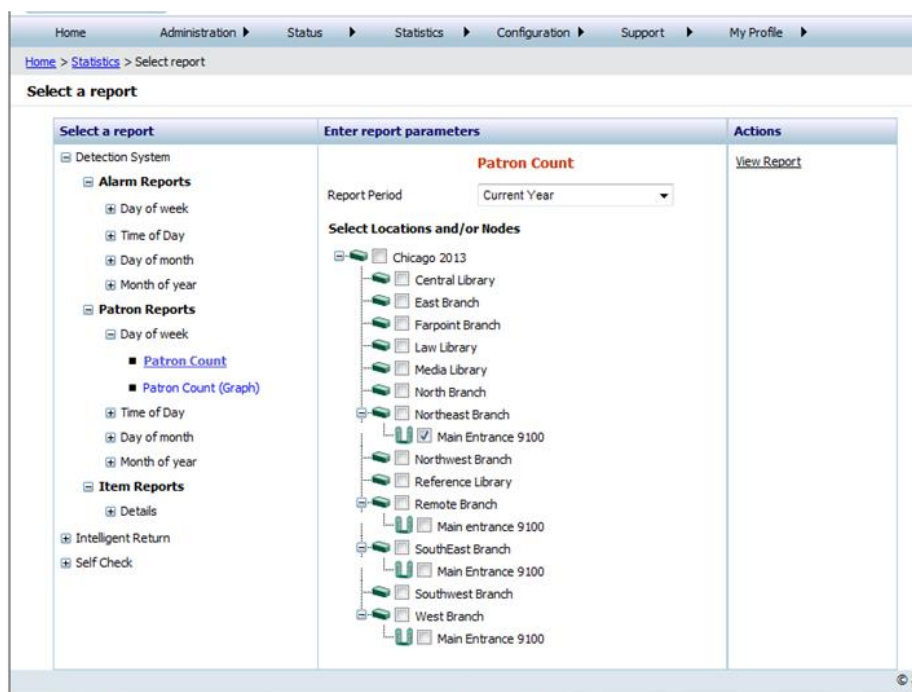 Home Administration Status Statistics Configuration Support My Profile
Home > Statistics > Select report
Select a report
Select a report
Detection System
Alarm Reports
Day of week
Time of Day
Day of month
Month of year
Patron Reports
Day of week
Patron Count
Patron Count (Graph)
Time of Day
Day of month
Month of year
Item Reports
Details
Intelligent Return
Self Check
Enter report parameters
Patron Count
Report Period Current Year
Select Locations and/or Nodes
Chicago 2013
Central Library
East Branch
Farpoint Branch
Law Library
Media Library
North Branch
Northeast Branch
Main Entrance 9100
Northwest Branch
Reference Library
Remote Branch
Main entrance 9100
SouthEast Branch
Main Entrance 9100
Southwest Branch
West Branch
Main Entrance 9100
Actions
View Report
©